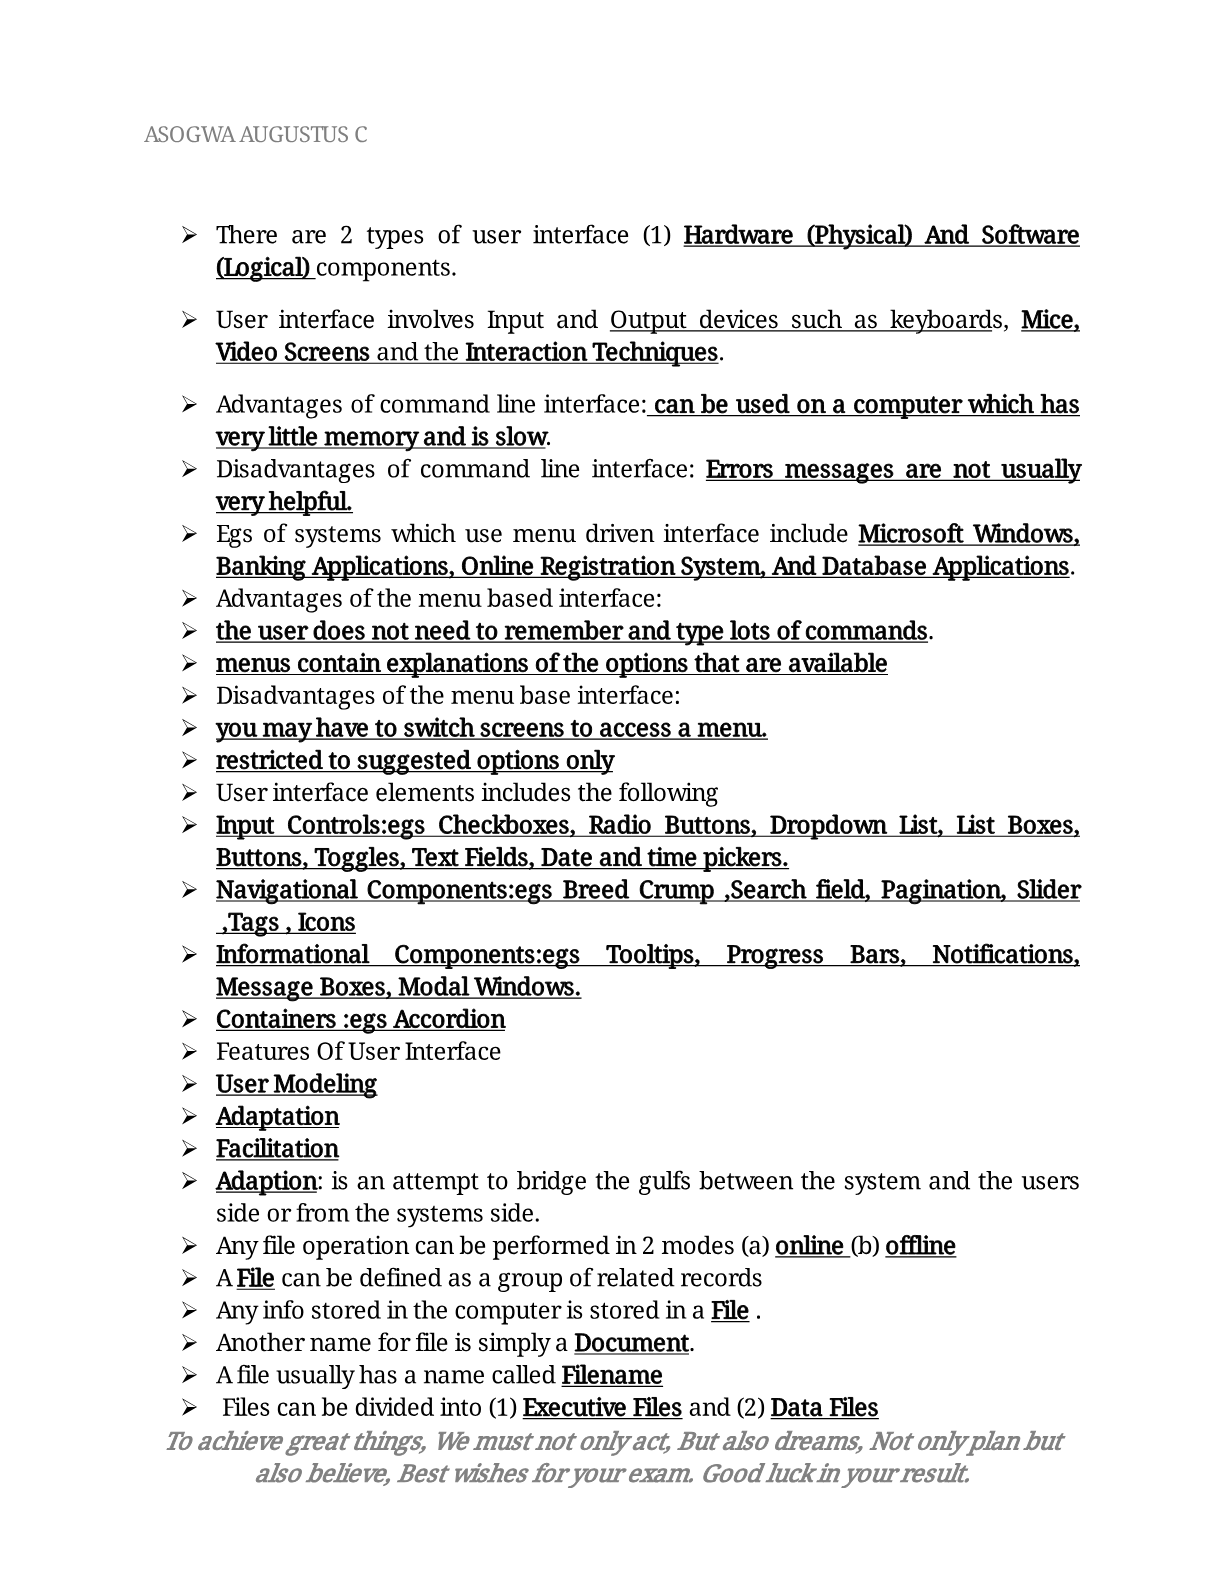 ASOGWA AUGUSTUS C
➢ There are 2 types of user interface (1) Hardware (Physical) And Software
(Logical) components.
➢ User interface involves Input and Output devices such as keyboards, Mice,
Video Screens and the Interaction Techniques.
➢ Advantages of command line interface: can be used on a computer which has
very little memory and is slow.
➢ Disadvantages of command line interface: Errors messages are not usually
very helpful.
➢ Egs of systems which use menu driven interface include Microsoft Windows,
Banking Applications, Online Registration System, And Database Applications.
➢ Advantages of the menu based interface:
➢ the user does not need to remember and type lots of commands.
➢ menus contain explanations of the options that are available
➢ Disadvantages of the menu base interface:
➢ you may have to switch screens to access a menu.
➢ restricted to suggested options only
➢ User interface elements includes the following
➢ Input Controls:egs Checkboxes, Radio Buttons, Dropdown List, List Boxes,
Buttons, Toggles, Text Fields, Date and time pickers.
➢ Navigational Components:egs Breed Crump ,Search field, Pagination, Slider
,Tags , Icons
➢ Informational Components:egs Tooltips, Progress Bars, Notifications,
Message Boxes, Modal Windows.
➢ Containers :egs Accordion
➢ Features Of User Interface
➢ User Modeling
➢ Adaptation
➢ Facilitation
➢ Adaption: is an attempt to bridge the gulfs between the system and the users
side or from the systems side.
➢ Any file operation can be performed in 2 modes (a) online (b) offline
➢ A File can be defined as a group of related records
➢ Any info stored in the computer is stored in a File .
➢ Another name for file is simply a Document.
➢ A file usually has a name called Filename
➢ Files can be divided into (1) Executive Files and (2) Data Files
To achieve great things, We must not only act, But also dreams, Not only plan but
also believe, Best wishes for your exam. Good luck in your result.